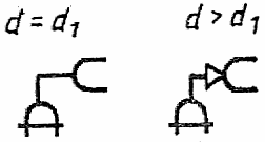 d = d₁
d > d₁